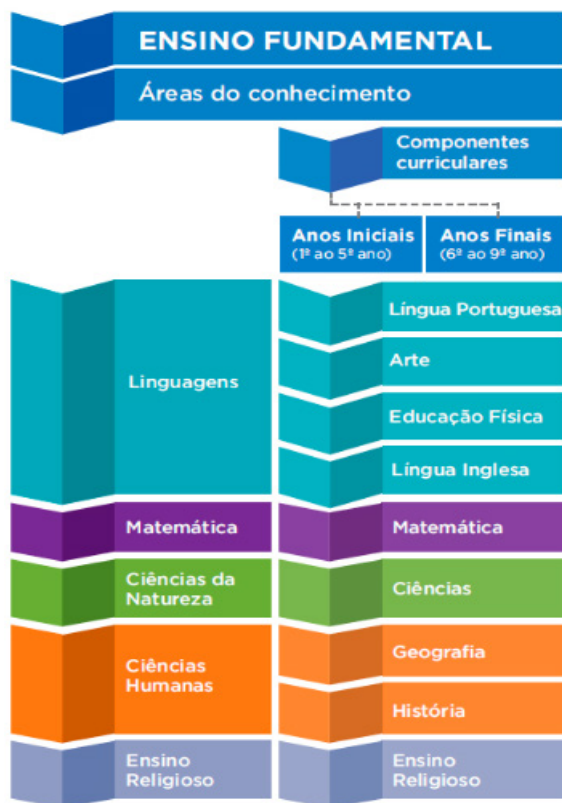 ENSINO FUNDAMENTAL
Áreas do conhecimento
Componentes
curriculares
Anos Iniciais
(1º ao 5º ano)
Anos Finais
(6º ao 9º ano)
Linguagens
Língua Portuguesa
Arte
Educação Física
Língua Inglesa
Matemática
Matemática
Ciências da
Natureza
Ciências
Ciências
Humanas
Geografia
História
Ensino
Religioso
Ensino
Religioso